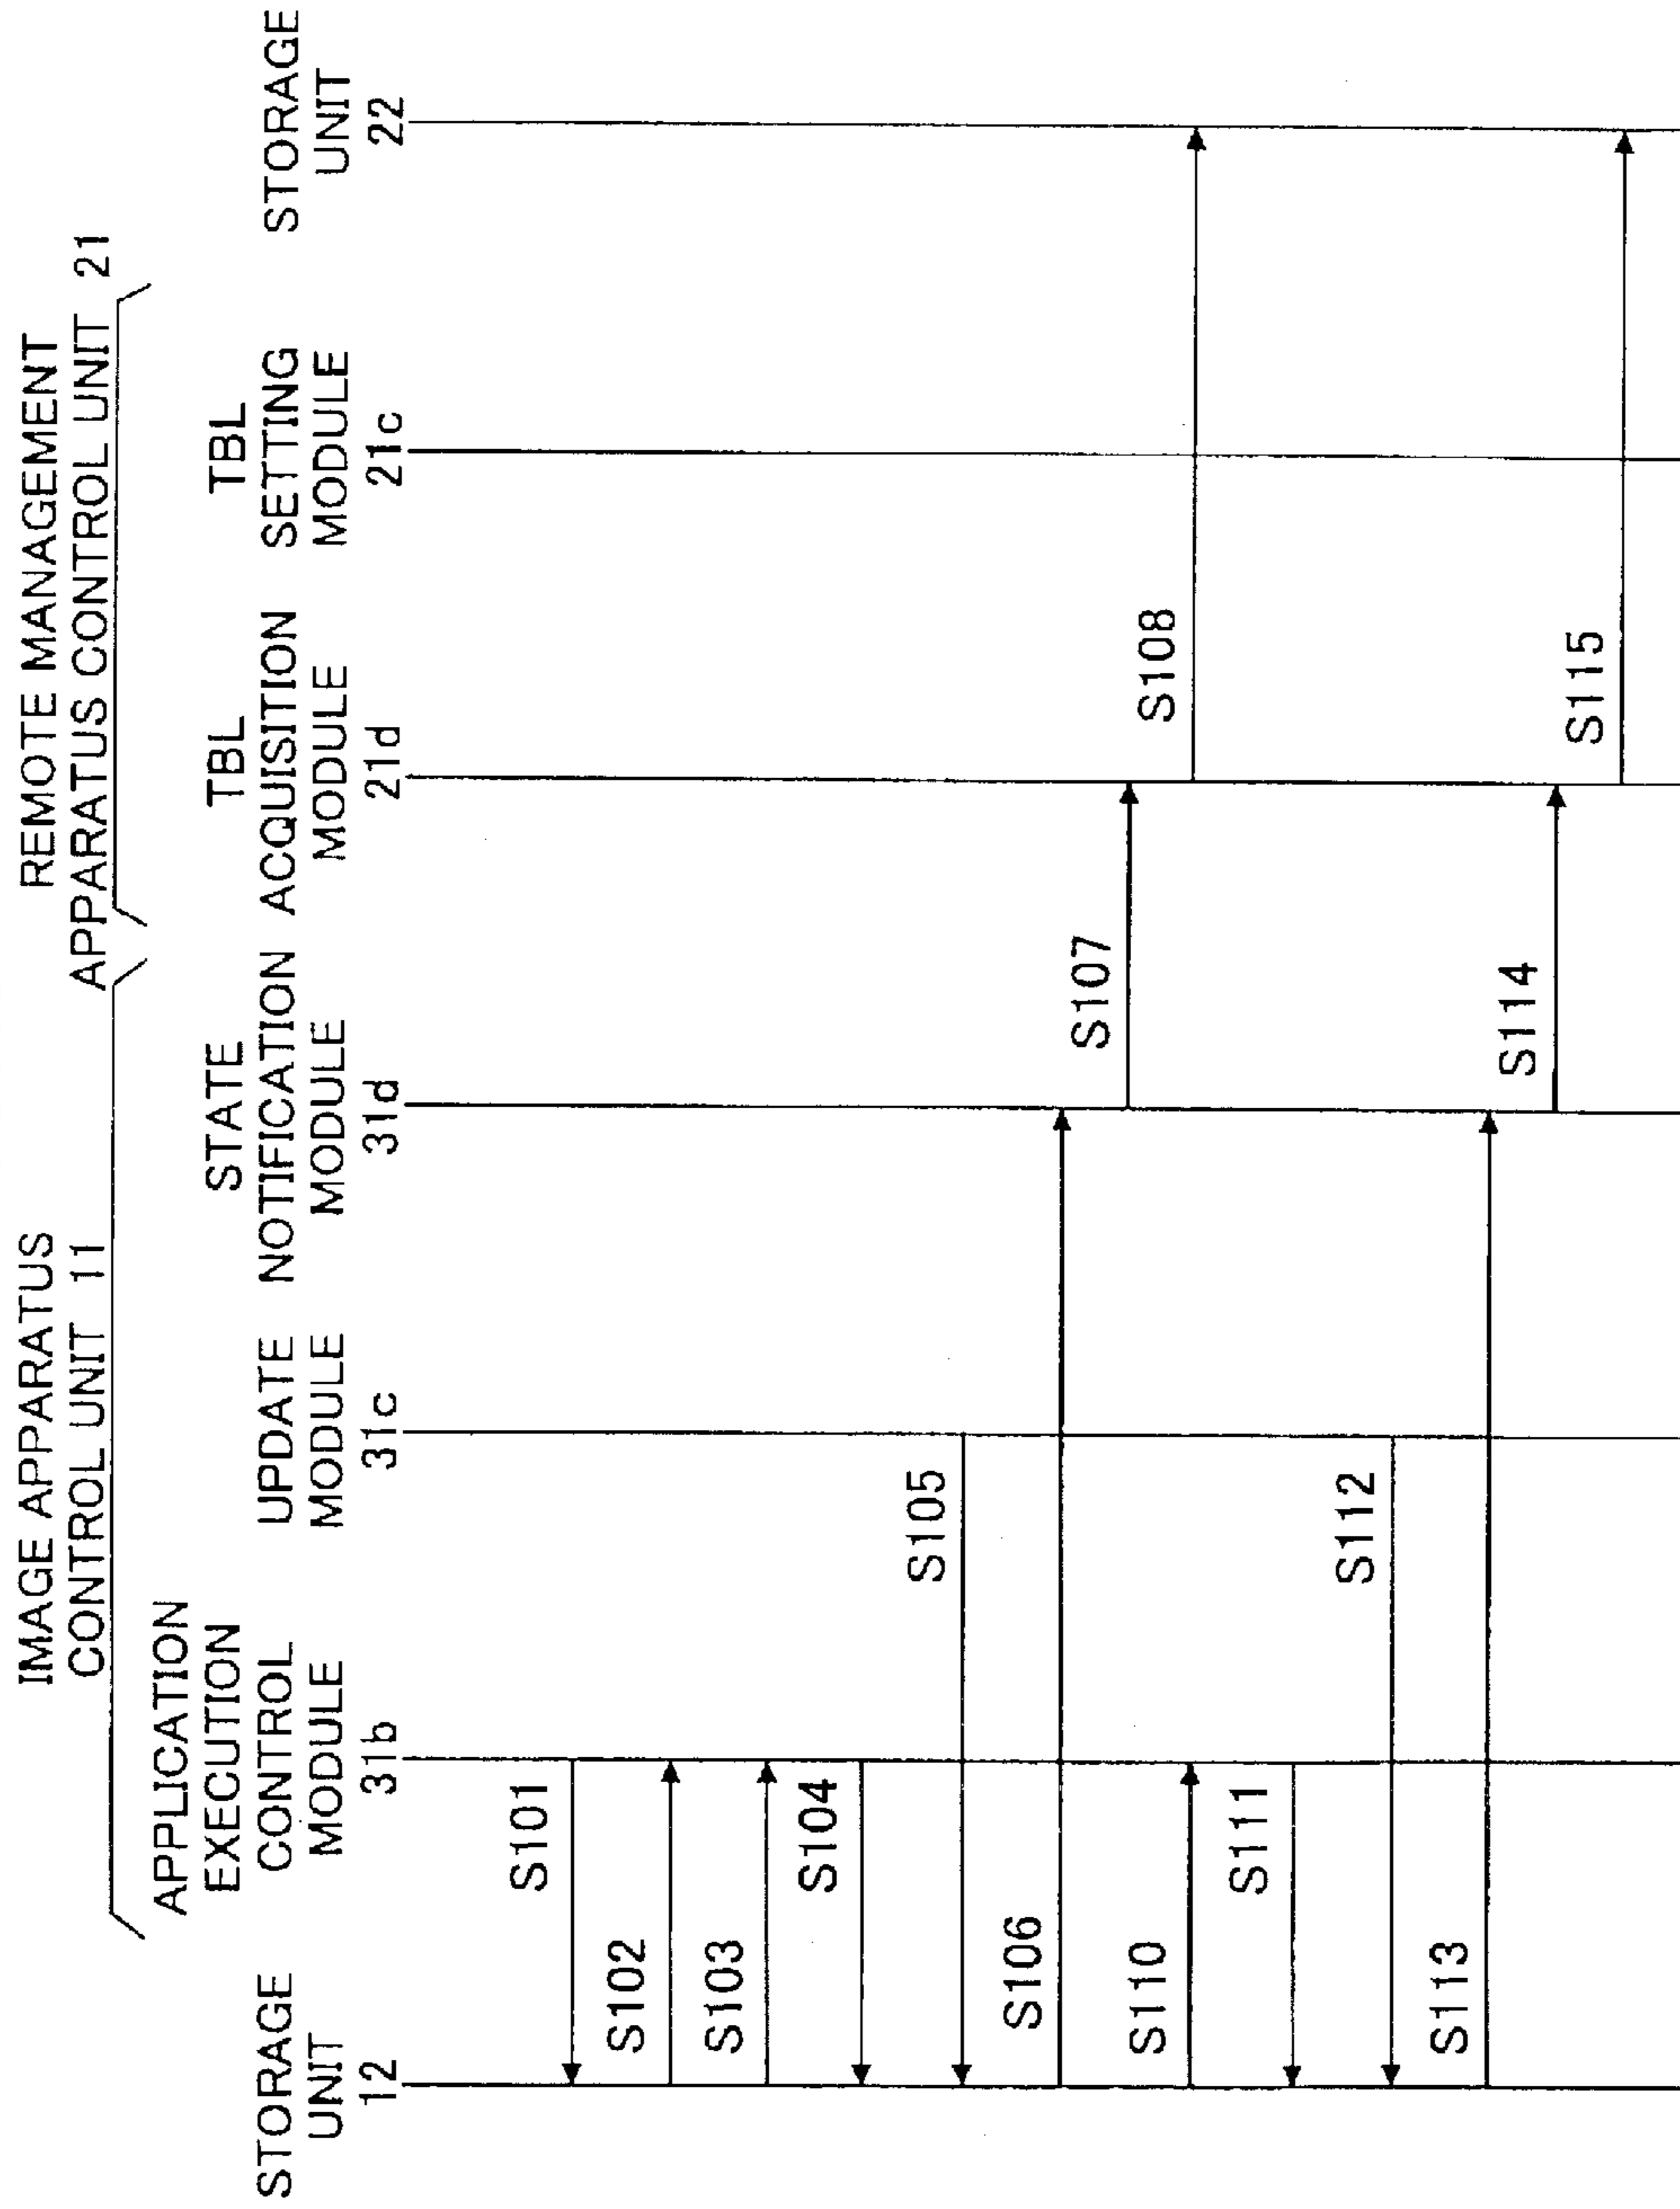 IMAGE APPARATUS
CONTROL UNIT 11
REMOTE MANAGEMENT
APPARATUS CONTROL UNIT 21
STORAGE
UNIT
12
APPLICATION
EXECUTION
CONTROL
MODULE
31b
UPDATE
MODULE
31c
STATE
NOTIFICATION
MODULE
31d
TBL
ACQUISITION
MODULE
21d
TBL
SETTING
MODULE
21c
STORAGE
UNIT
22
S101
S102
S103
S104
S105
S106
S107
S108
S110
S111
S112
S113
S114
S115